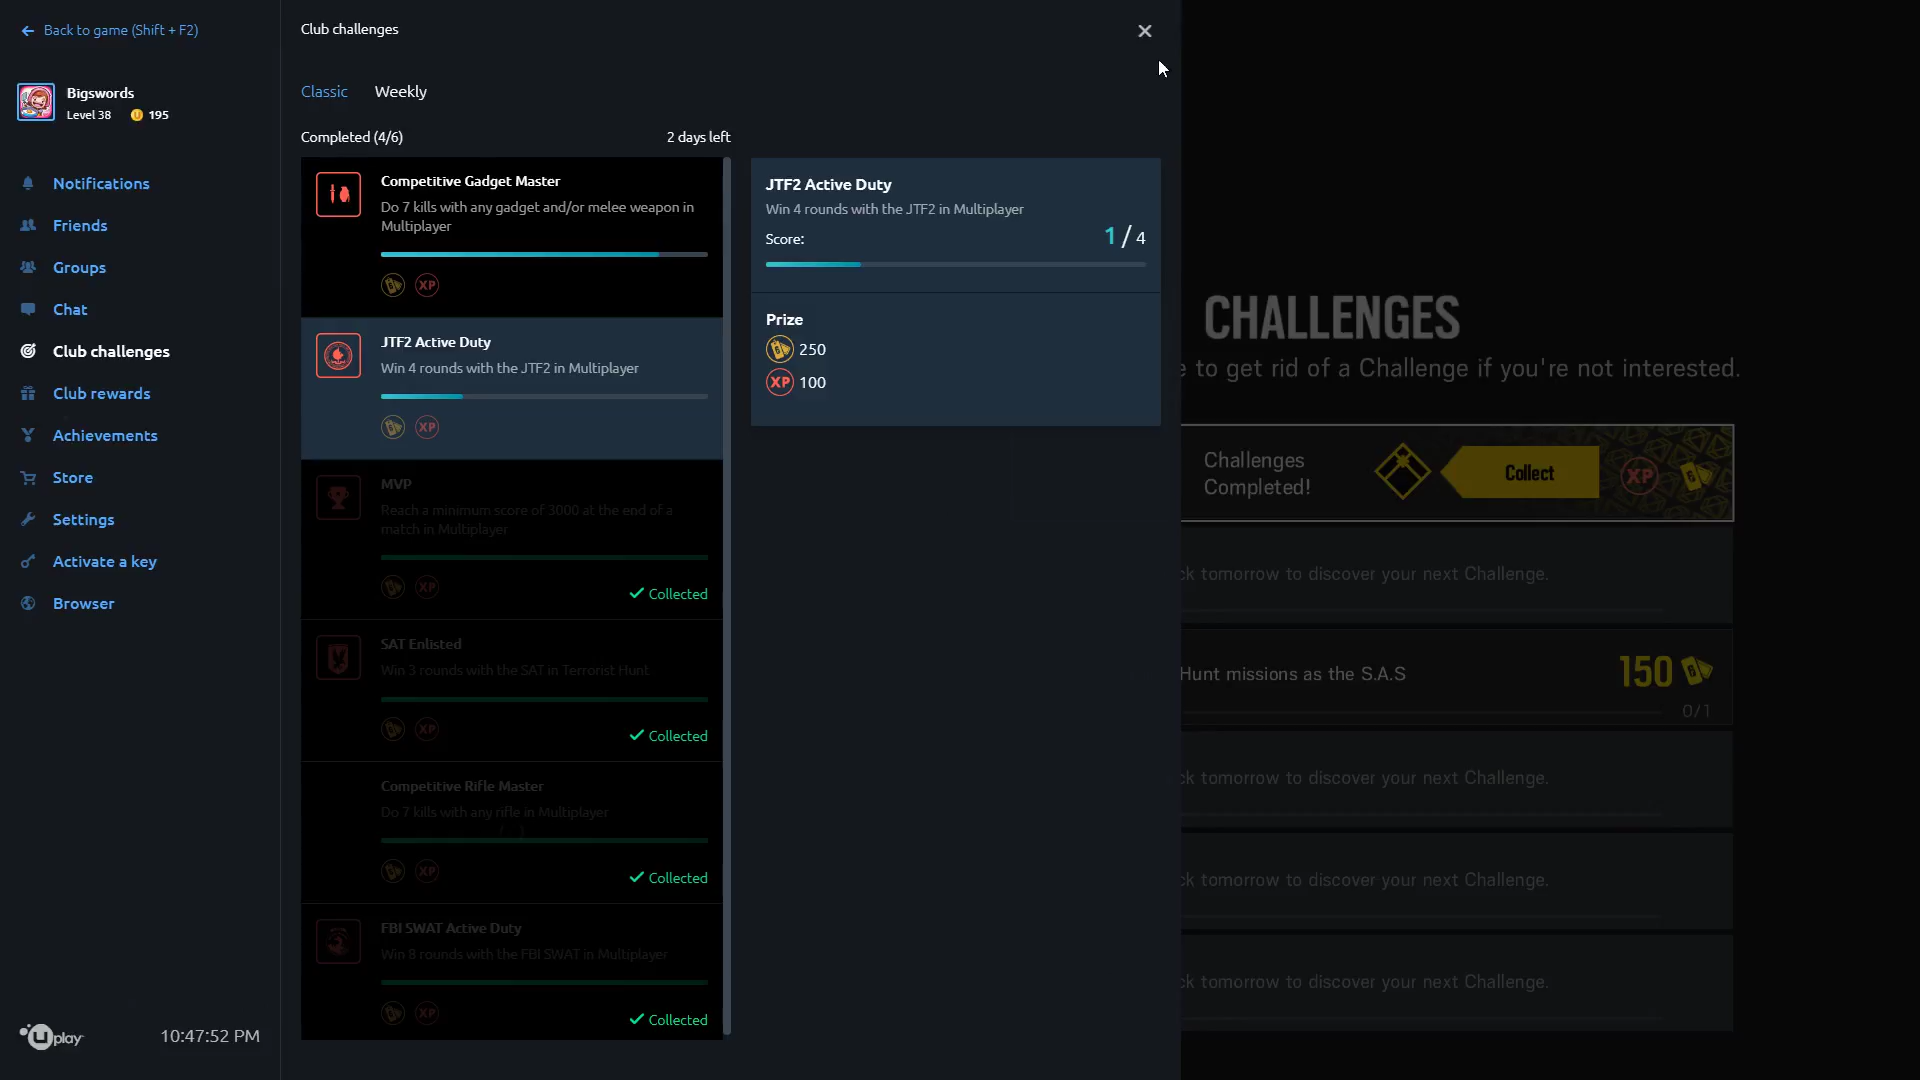 Back to game (Shift + F2)
Bigswords
Level 38
195
Notifications
Friends
Groups
Chat
Club challenges
Club rewards
Achievements
Store
Settings
Activate a key
Browser
Uplay
10:47:52 PM
Club challenges
Classic
Weekly
Completed (4/6)
2 days left
Competitive Gadget Master
Do 7 kills with any gadget and/or melee weapon in
Multiplayer
XP
JTF2 Active Duty
Win 4 rounds with the JTF2 in Multiplayer
XP
MVP
Reach a minimum score of 3000 at the end of a
match in Multiplayer
XP
Collected
SAT Enlisted
Win 3 rounds with the SAT in Terrorist Hunt
XP
Collected
Competitive Rifle Master
Do 7 kills with any rifle in Multiplayer
XP
Collected
FBI SWAT Active Duty
Win 8 rounds with the FBI SWAT in Multiplayer
XP
Collected
JTF2 Active Duty
Win 4 rounds with the JTF2 in Multiplayer
Score:
1 / 4
Prize
250
XP 100
CHALLENGES
e to get rid of a Challenge if you're not interested.
Challenges
Completed!
Collect
XP
ck tomorrow to discover your next Challenge.
Hunt missions as the S.A.S
150
0/1
ck tomorrow to discover your next Challenge.
ck tomorrow to discover your next Challenge.
ck tomorrow to discover your next Challenge.